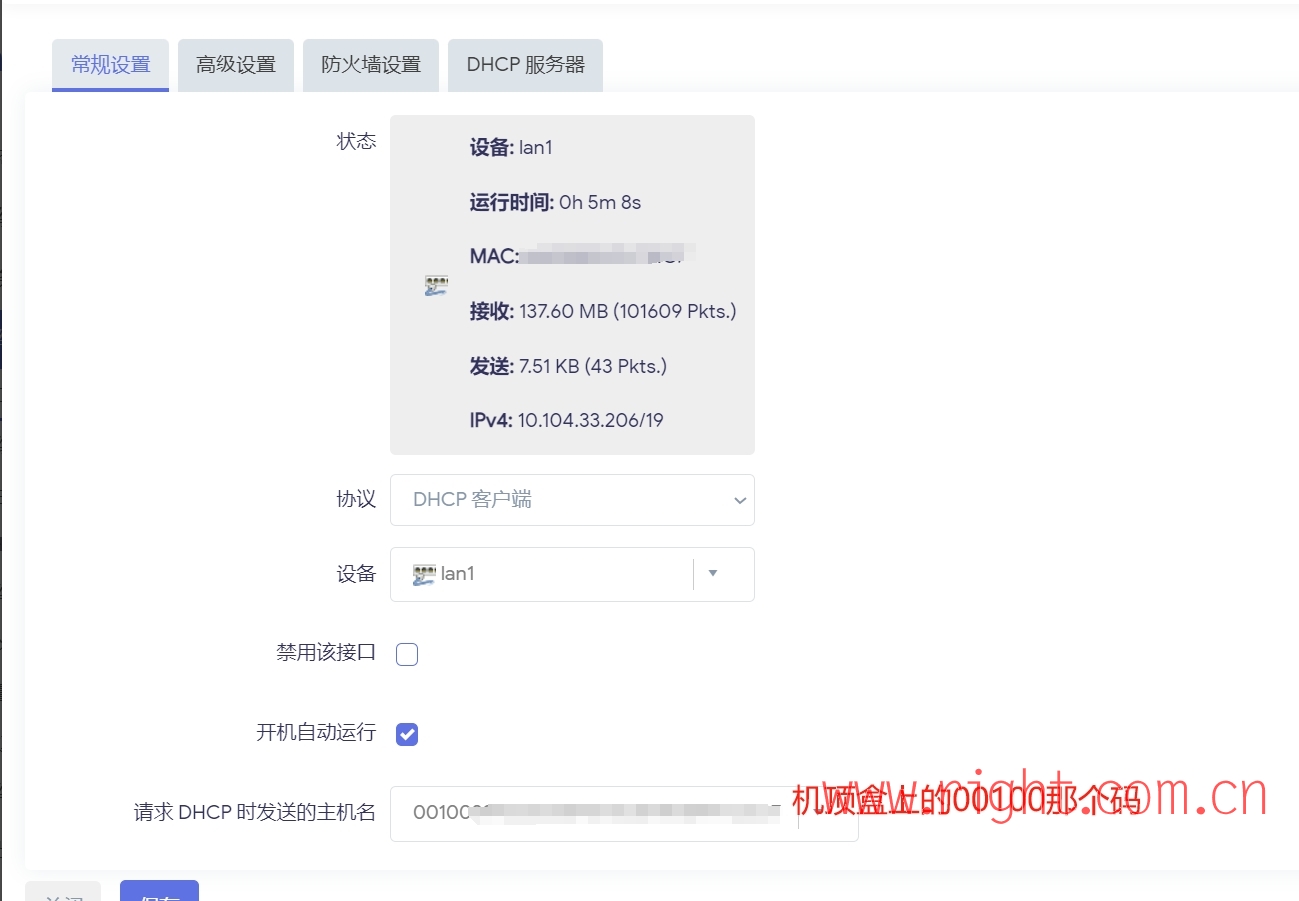 常规设置 高级设置 防火墙设置 DHCP 服务器
状态
设备: lan1
运行时间: 0h 5m 8s
MAC:
接收: 137.60 MB (101609 Pkts.)
发送: 7.51 KB (43 Pkts.)
IPv4: 10.104.33.206/19
协议 DHCP 客户端
设备 lan1
禁用该接口
开机自动运行
请求 DHCP 时发送的主机名 00100
机顶盒上的00100那个码
www.right.com.cn
关闭 保存